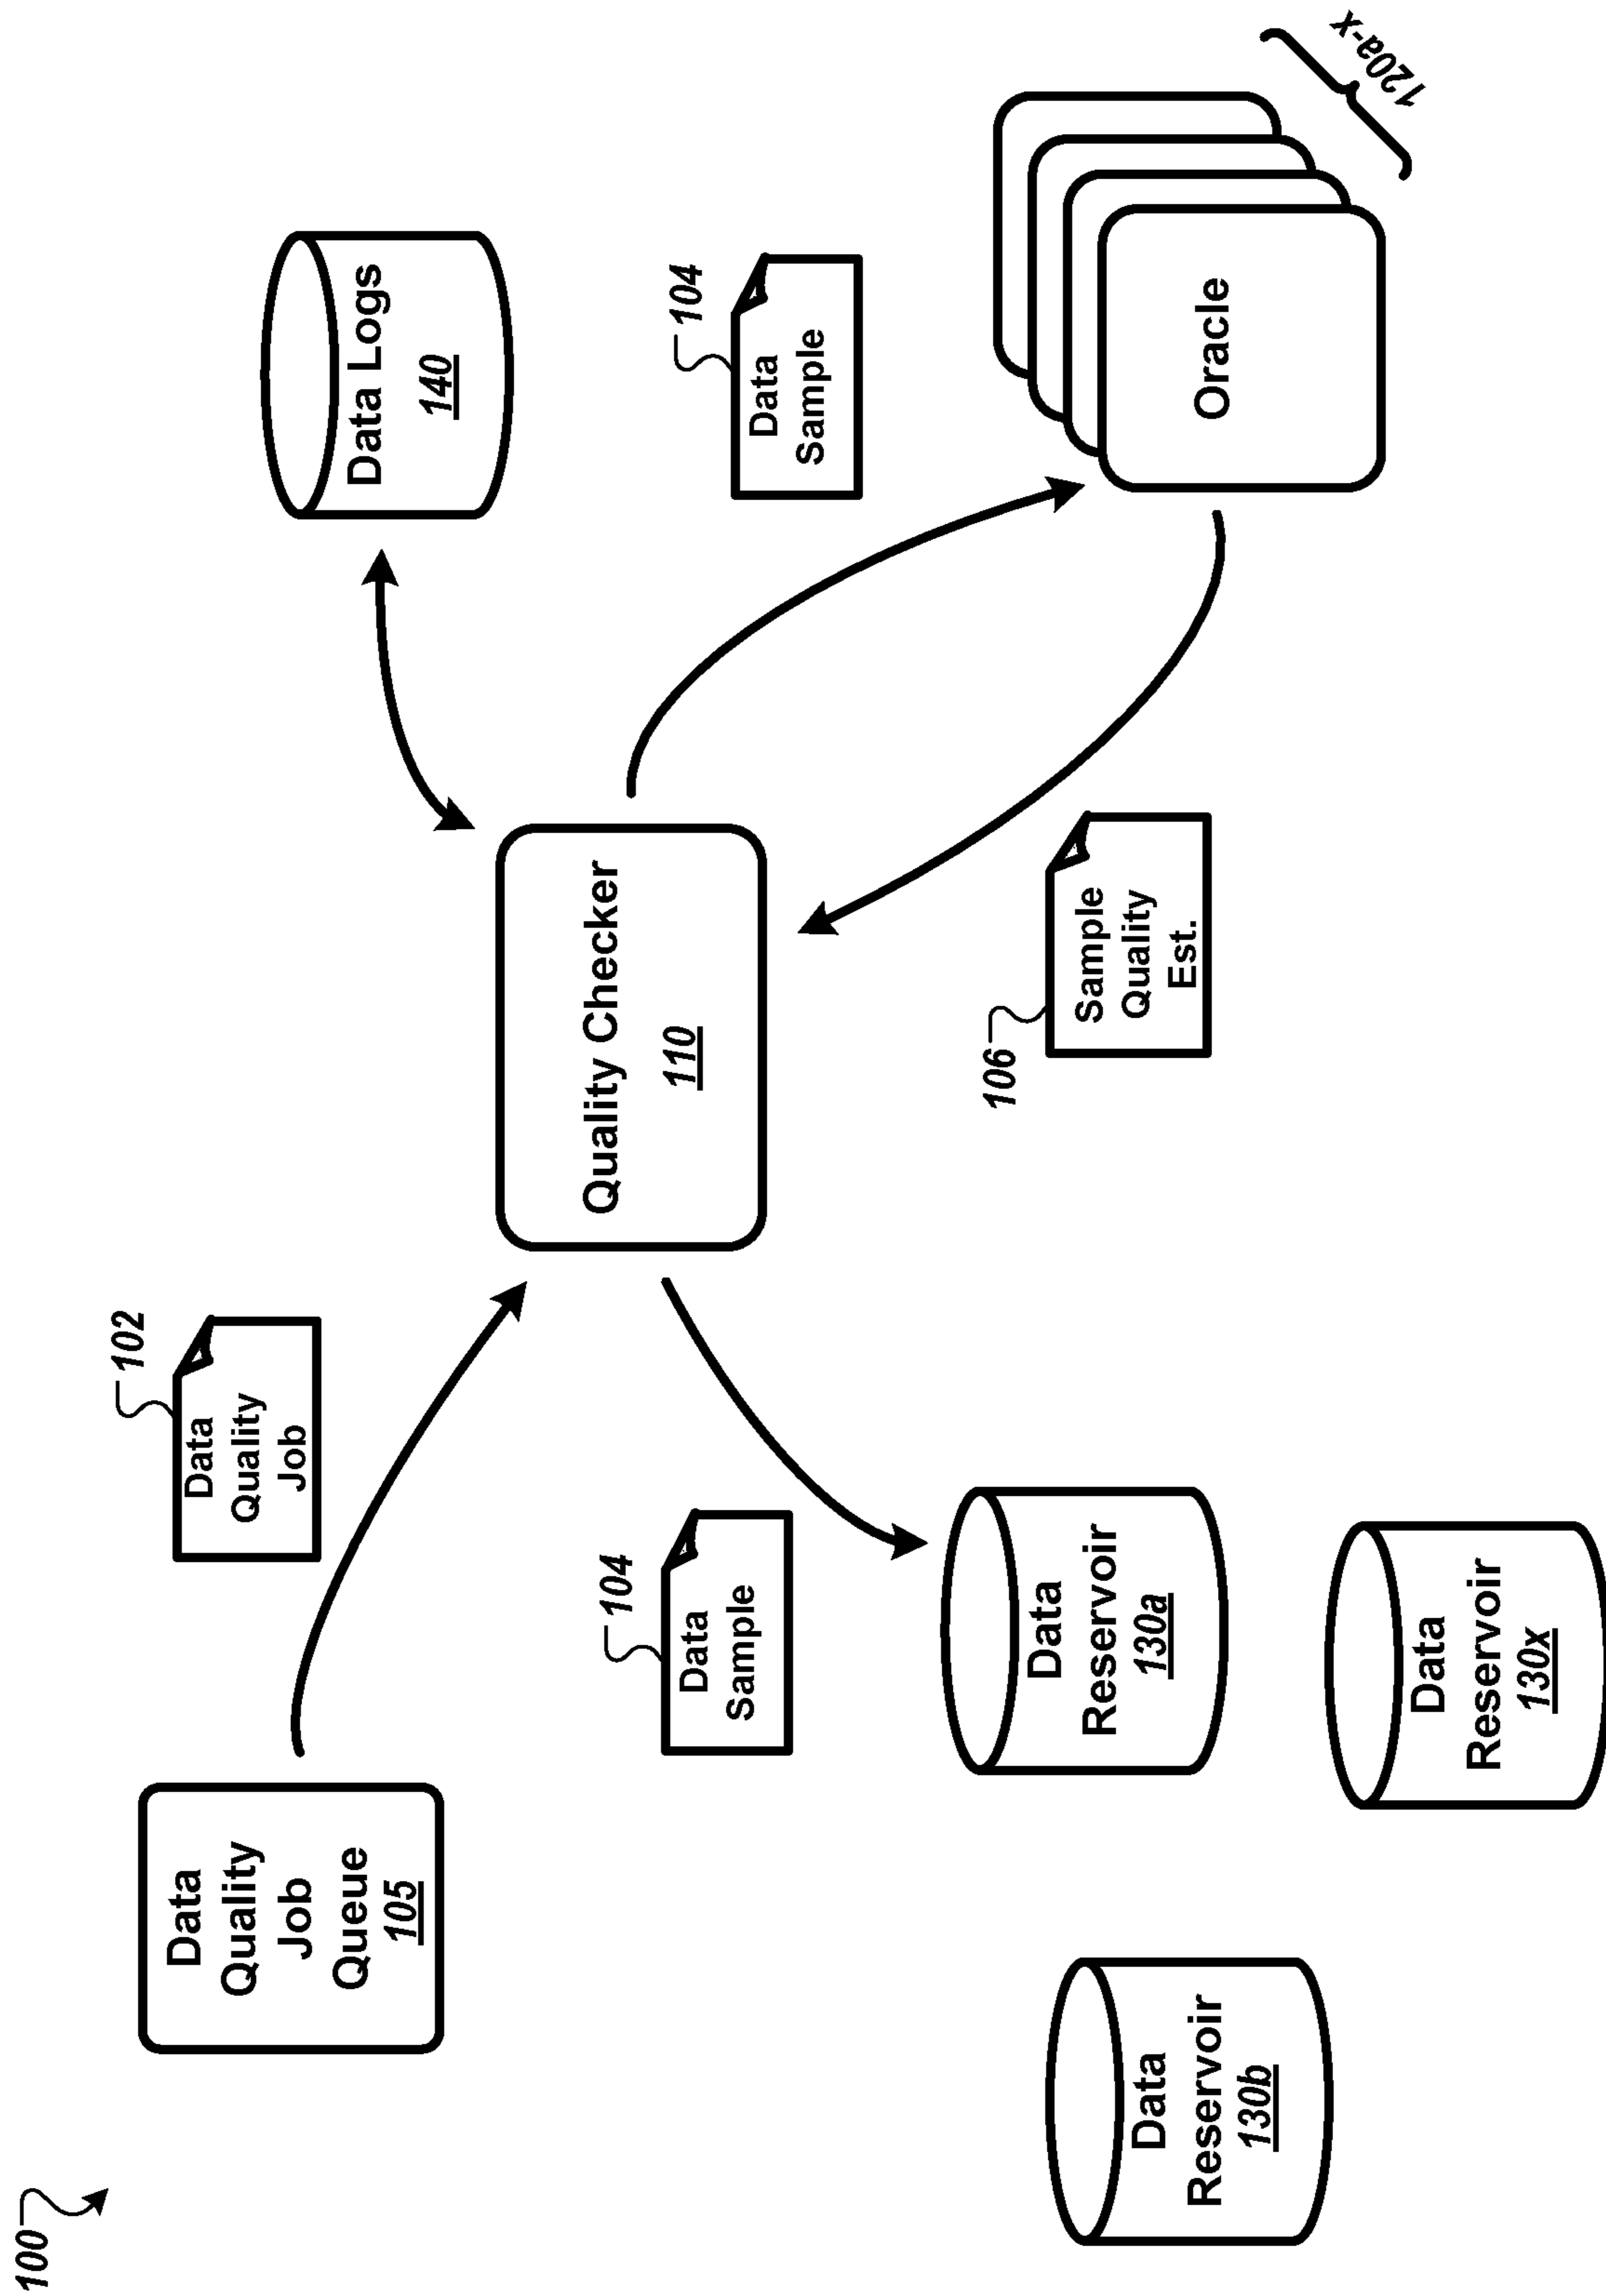 100
Data
Quality
Job
Queue
105
102
Data
Quality
Job
Quality Checker
110
Data Logs
140
104
Data
Sample
104
Data
Sample
106
Sample
Quality
Est.
Oracle
120a-x
Data
Reservoir
130a
Data
Reservoir
130b
Data
Reservoir
130x